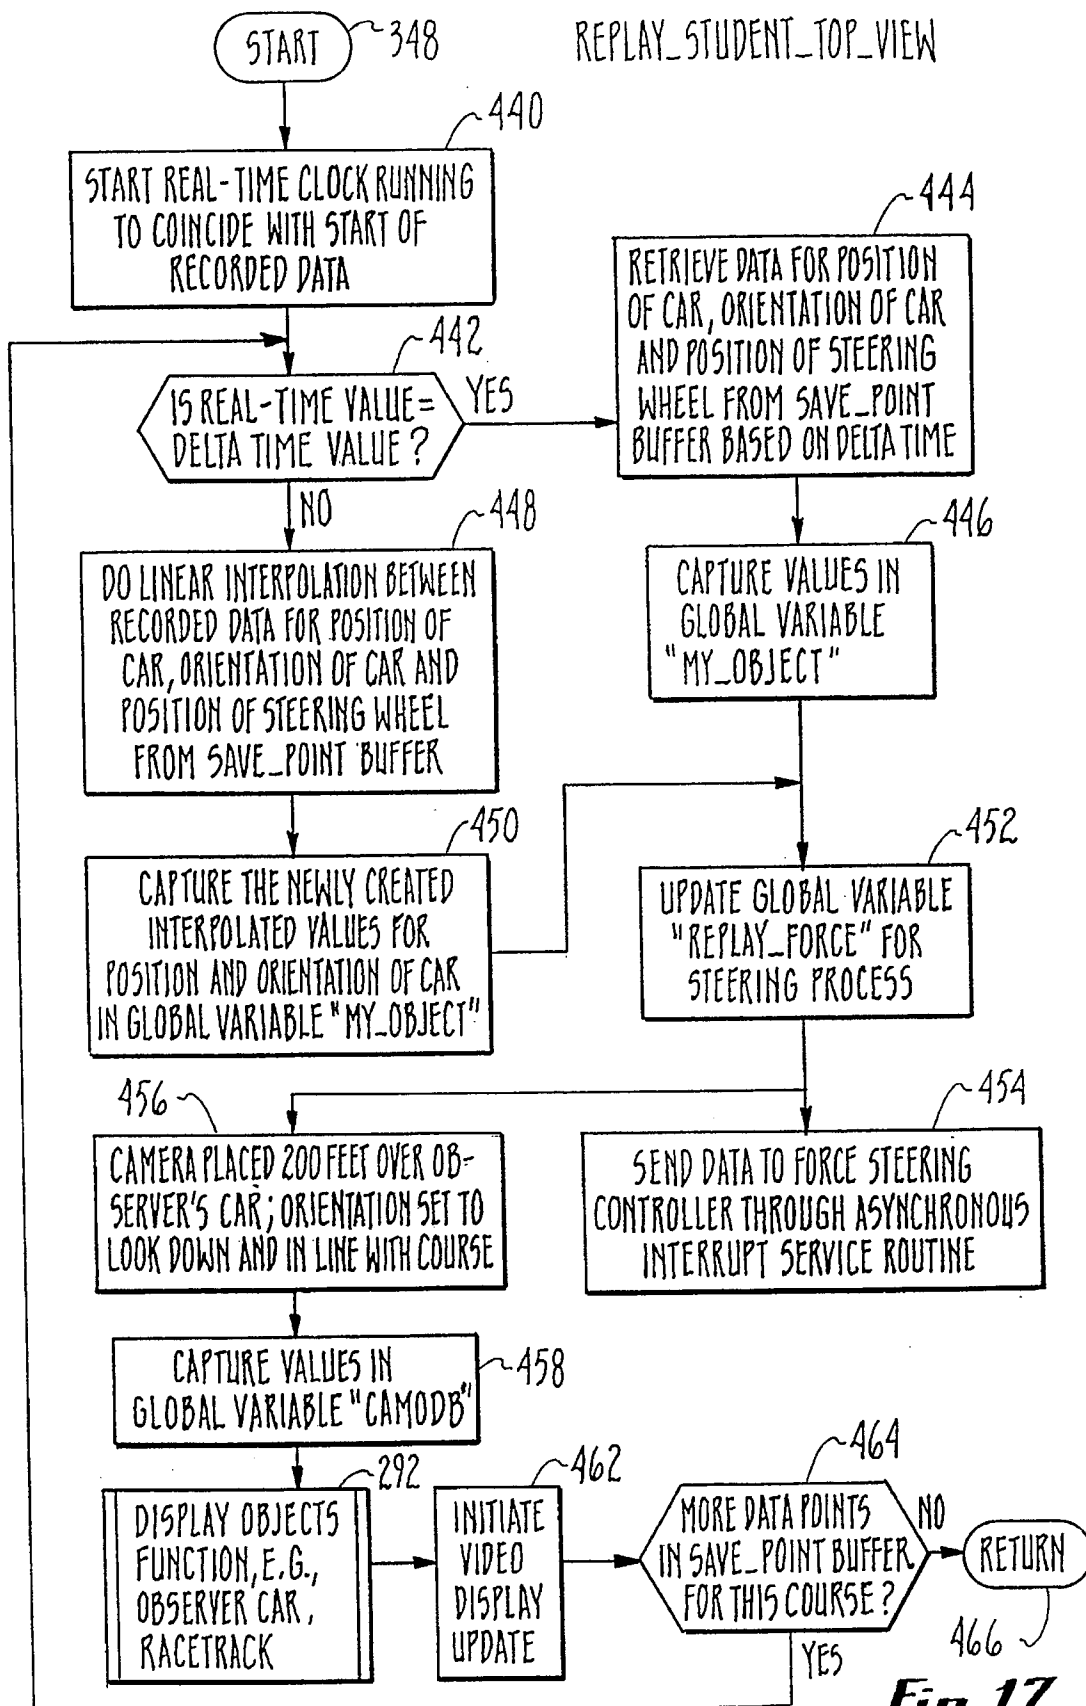 START
348
REPLAY_STUDENT_TOP_VIEW
440
START REAL-TIME CLOCK RUNNING
TO COINCIDE WITH START OF
RECORDED DATA
442
IS REAL-TIME VALUE=
DELTA TIME VALUE?
YES
NO
444
RETRIEVE DATA FOR POSITION
OF CAR, ORIENTATION OF CAR
AND POSITION OF STEERING
WHEEL FROM SAVE_POINT
BUFFER BASED ON DELTA TIME
446
CAPTURE VALUES IN
GLOBAL VARIABLE
"MY_OBJECT"
448
DO LINEAR INTERPOLATION BETWEEN
RECORDED DATA FOR POSITION OF
CAR, ORIENTATION OF CAR AND
POSITION OF STEERING WHEEL
FROM SAVE_POINT BUFFER
450
CAPTURE THE NEWLY CREATED
INTERPOLATED VALUES FOR
POSITION AND ORIENTATION OF CAR
IN GLOBAL VARIABLE "MY_OBJECT"
452
UPDATE GLOBAL VARIABLE
"REPLAY_FORCE" FOR
STEERING PROCESS
454
SEND DATA TO FORCE STEERING
CONTROLLER THROUGH ASYNCHRONOUS
INTERRUPT SERVICE ROUTINE
456
CAMERA PLACED 200 FEET OVER OB-
SERVER'S CAR; ORIENTATION SET TO
LOOK DOWN AND IN LINE WITH COURSE
CAPTURE VALUES IN
GLOBAL VARIABLE "CAMODB"
458
292
DISPLAY OBJECTS
FUNCTION, E.G.,
OBSERVER CAR,
RACETRACK
462
INITIATE
VIDEO
DISPLAY
UPDATE
464
MORE DATA POINTS
IN SAVE_POINT BUFFER
FOR THIS COURSE?
NO
YES
RETURN
466
Fig. 17